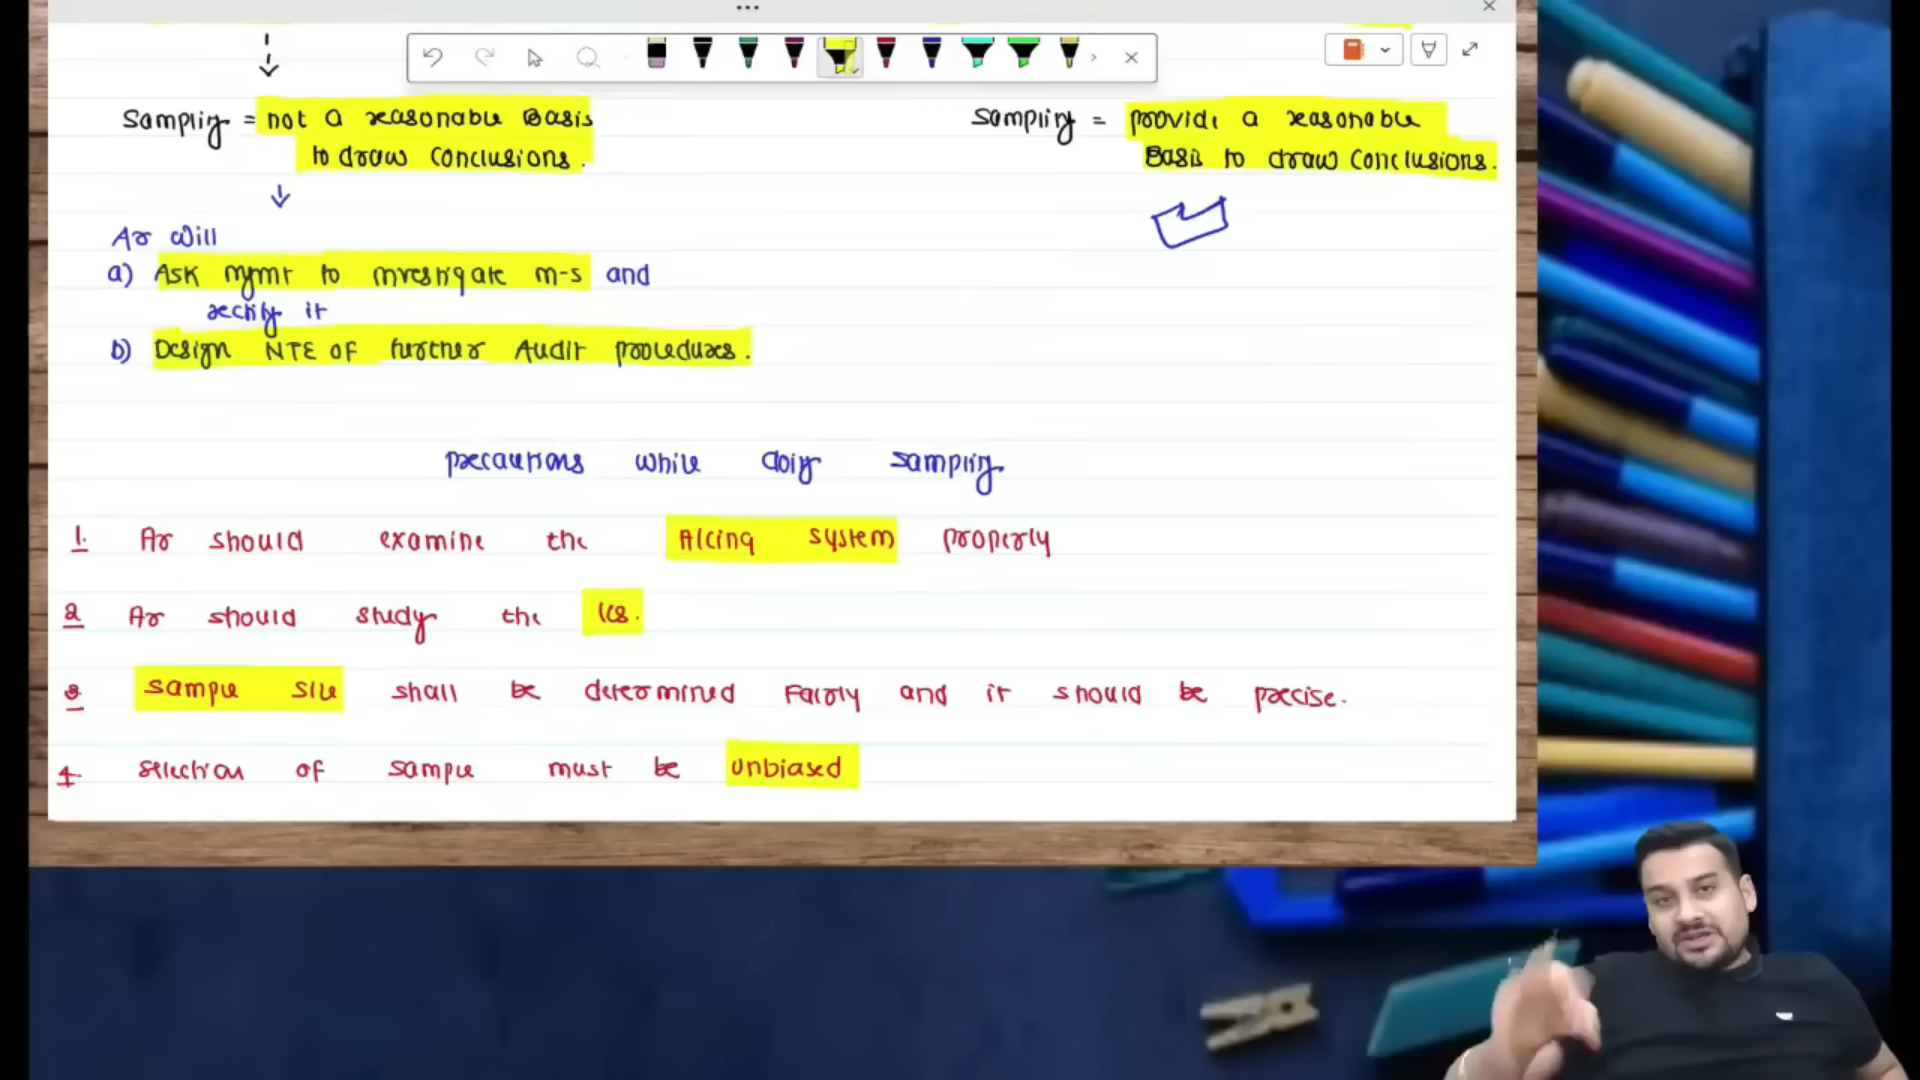 Sampling = not a reasonable Basis
to draw conclusions.
Sampling = provide a reasonable
Basis to draw conclusions.
Ar will
a) Ask mgmt to investigate m-s and
rectify it
b) Design NTE OF further Audit procedures.
precautions while doing sampling
1. Ar should examine the A/cing system properly
2 Ar should study the ICS.
3 sample size shall be determined Fairly and it should be precise.
4 selection of sample must be unbiased